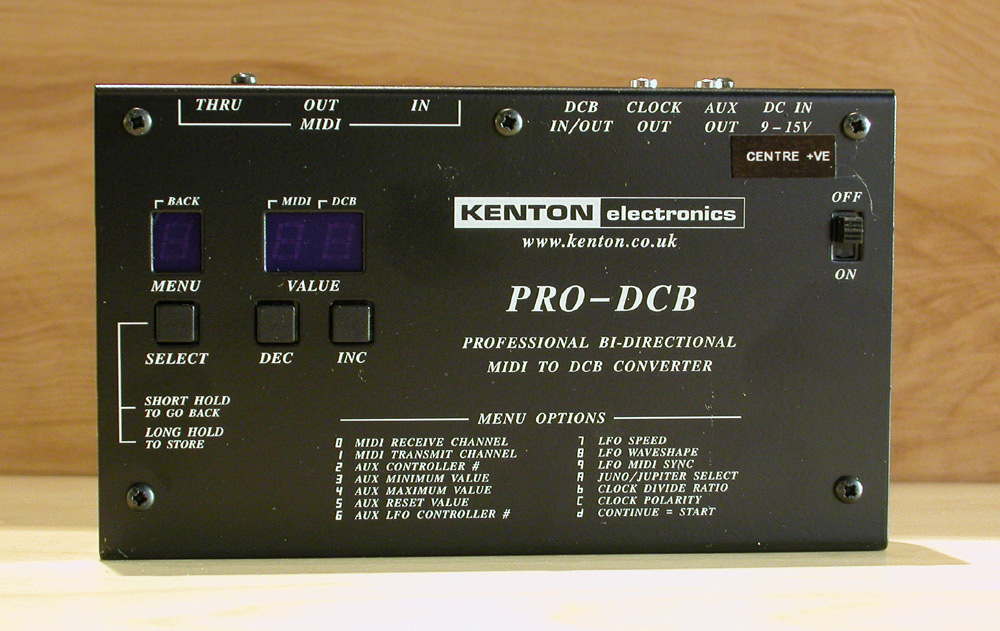 THRU OUT IN
MIDI
DCB IN/OUT
CLOCK OUT
AUX OUT
DC IN 9-15V
CENTRE +VE
BACK
MIDI DCB
KENTON electronics
www.kenton.co.uk
OFF
ON
MENU
VALUE
PRO-DCB
PROFESSIONAL BI-DIRECTIONAL
MIDI TO DCB CONVERTER
SELECT
DEC
INC
SHORT HOLD
TO GO BACK
LONG HOLD
TO STORE
MENU OPTIONS
0 MIDI RECEIVE CHANNEL
1 MIDI TRANSMIT CHANNEL
2 AUX CONTROLLER #
3 AUX MINIMUM VALUE
4 AUX MAXIMUM VALUE
5 AUX RESET VALUE
6 AUX LFO CONTROLLER #
7 LFO SPEED
8 LFO WAVESHAPE
9 LFO MIDI SYNC
A JUNO/JUPITER SELECT
b CLOCK DIVIDE RATIO
C CLOCK POLARITY
d CONTINUE = START